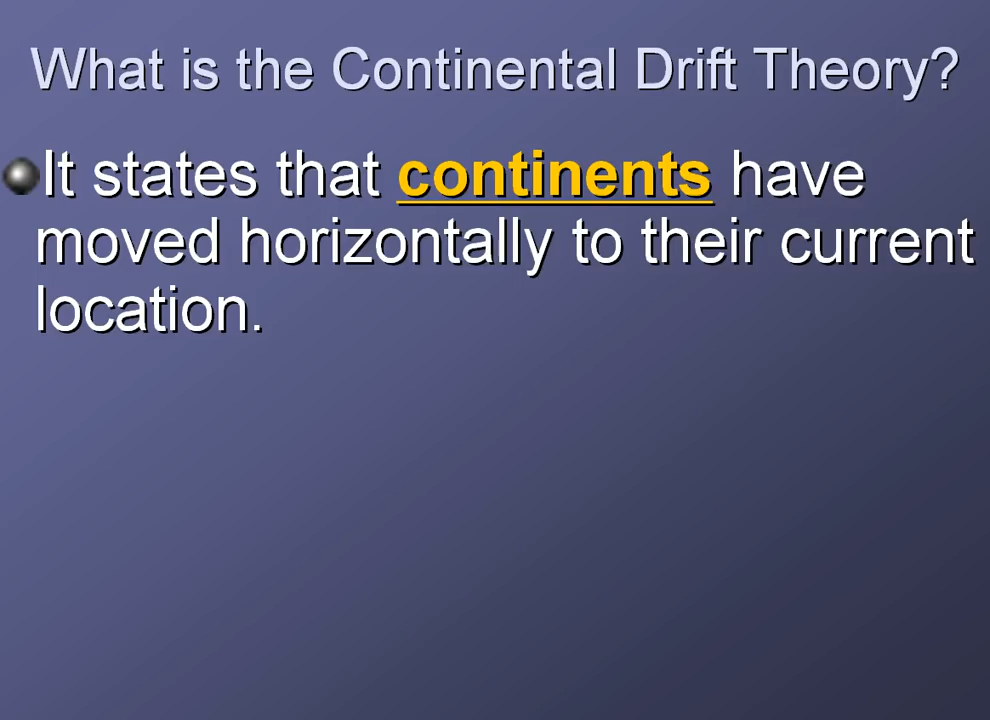 What is the Continental Drift Theory?
It states that continents have
moved horizontally to their current
location.